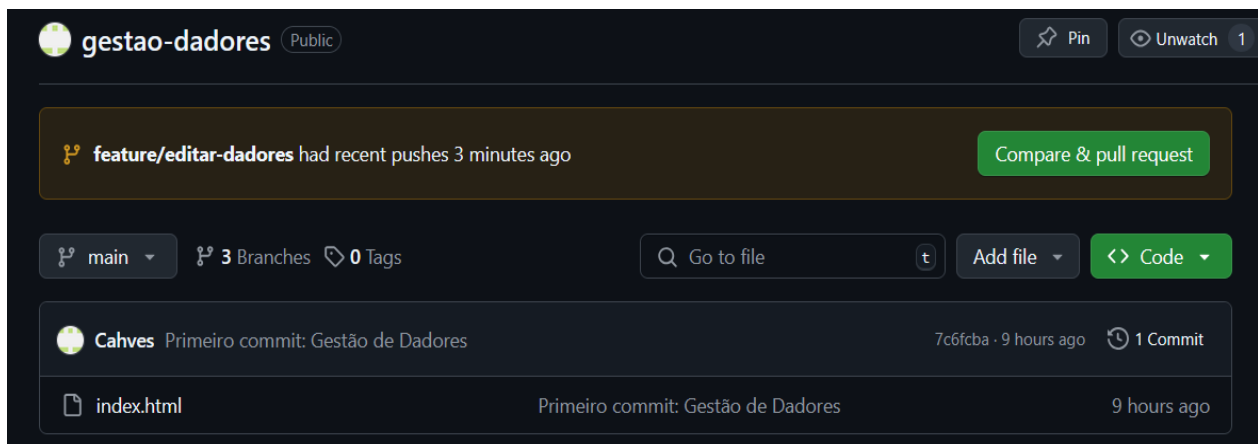 gestao-dadores Public Pin Unwatch 1
feature/editar-dadores had recent pushes 3 minutes ago Compare & pull request
main 3 Branches 0 Tags Go to file t Add file <> Code
Cahves Primeiro commit: Gestão de Dadores 7c6fcba · 9 hours ago 1 Commit
index.html Primeiro commit: Gestão de Dadores 9 hours ago